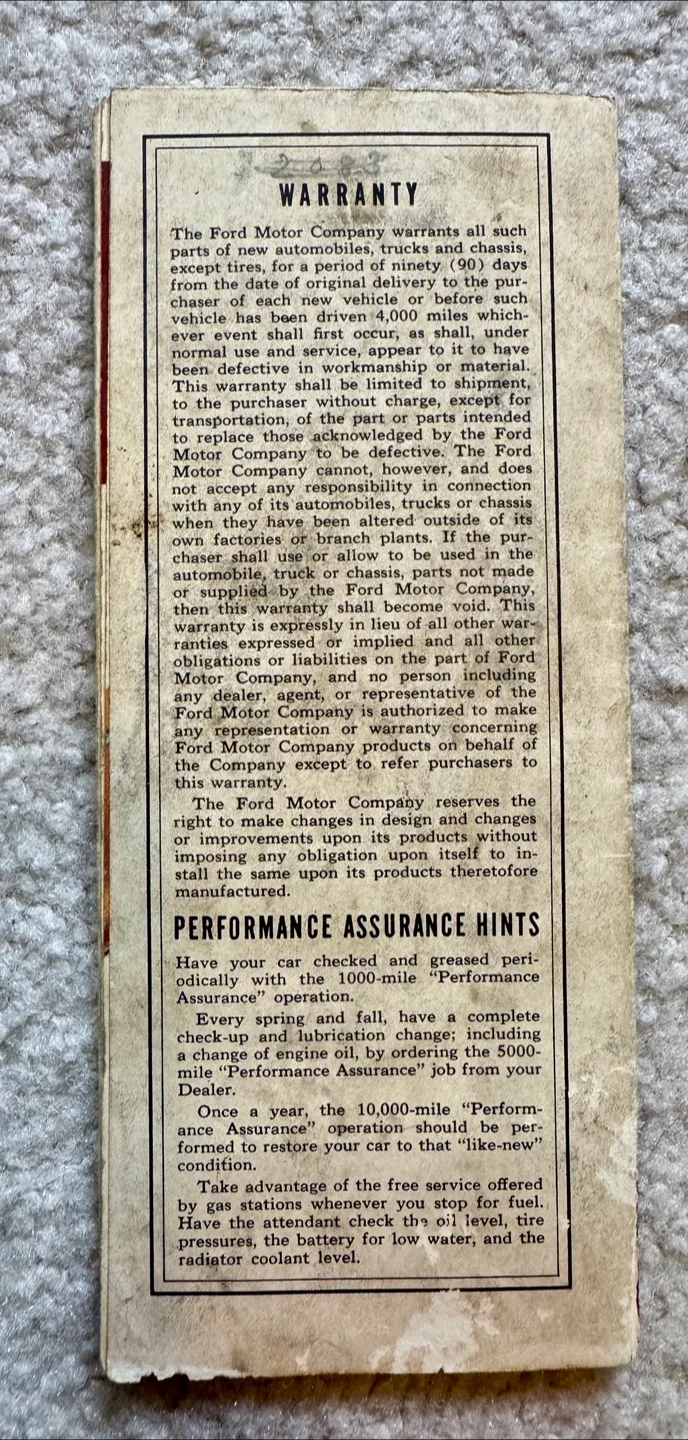 WARRANTY
The Ford Motor Company warrants all such
parts of new automobiles, trucks and chassis,
except tires, for a period of ninety (90) days
from the date of original delivery to the pur-
chaser of each new vehicle or before such
vehicle has been driven 4,000 miles which-
ever event shall first occur, as shall, under
normal use and service, appear to it to have
been defective in workmanship or material.
This warranty shall be limited to shipment,
to the purchaser without charge, except for
transportation, of the part or parts intended
to replace those acknowledged by the Ford
Motor Company to be defective. The Ford
Motor Company cannot, however, and does
not accept any responsibility in connection
with any of its automobiles, trucks or chassis
when they have been altered outside of its
own factories or branch plants. If the pur-
chaser shall use or allow to be used in the
automobile, truck or chassis, parts not made
or supplied by the Ford Motor Company,
then this warranty shall become void. This
warranty is expressly in lieu of all other war-
ranties expressed or implied and all other
obligations or liabilities on the part of Ford
Motor Company, and no person including
any dealer, agent, or representative of the
Ford Motor Company is authorized to make
any representation or warranty concerning
Ford Motor Company products on behalf of
the Company except to refer purchasers to
this warranty.
The Ford Motor Company reserves the
right to make changes in design and changes
or improvements upon its products without
imposing any obligation upon itself to in-
stall the same upon its products theretofore
manufactured.
PERFORMANCE ASSURANCE HINTS
Have your car checked and greased peri-
odically with the 1000-mile “Performance
Assurance” operation.
Every spring and fall, have a complete
check-up and lubrication change; including
a change of engine oil, by ordering the 5000-
mile “Performance Assurance” job from your
Dealer.
Once a year, the 10,000-mile “Perform-
ance Assurance” operation should be per-
formed to restore your car to that “like-new”
condition.
Take advantage of the free service offered
by gas stations whenever you stop for fuel.
Have the attendant check the oil level, tire
pressures, the battery for low water, and the
radiator coolant level.